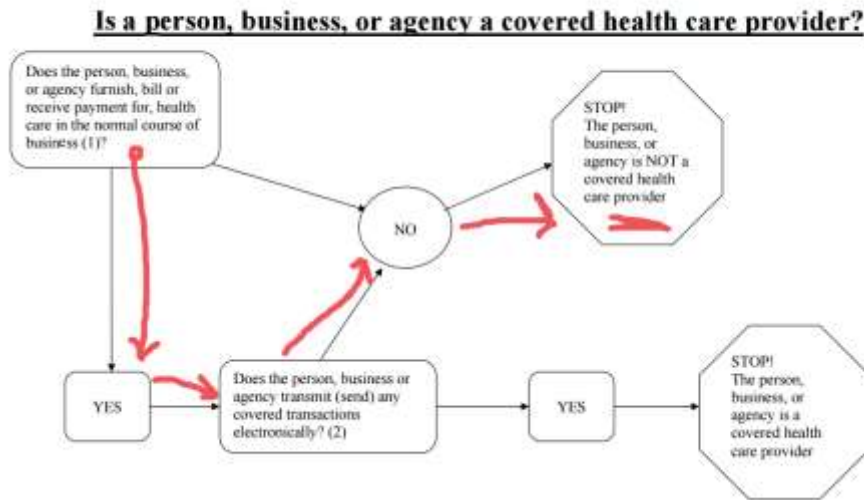 Is a person, business, or agency a covered health care provider?
Does the person, business,
or agency furnish, bill or
receive payment for, health
care in the normal course of
business (1)?
STOP!
The person,
business, or
agency is NOT a
covered health
care provider
NO
YES
Does the person, business or
agency transmit (send) any
covered transactions
electronically? (2)
YES
STOP!
The person,
business, or
agency is a
covered health
care provider